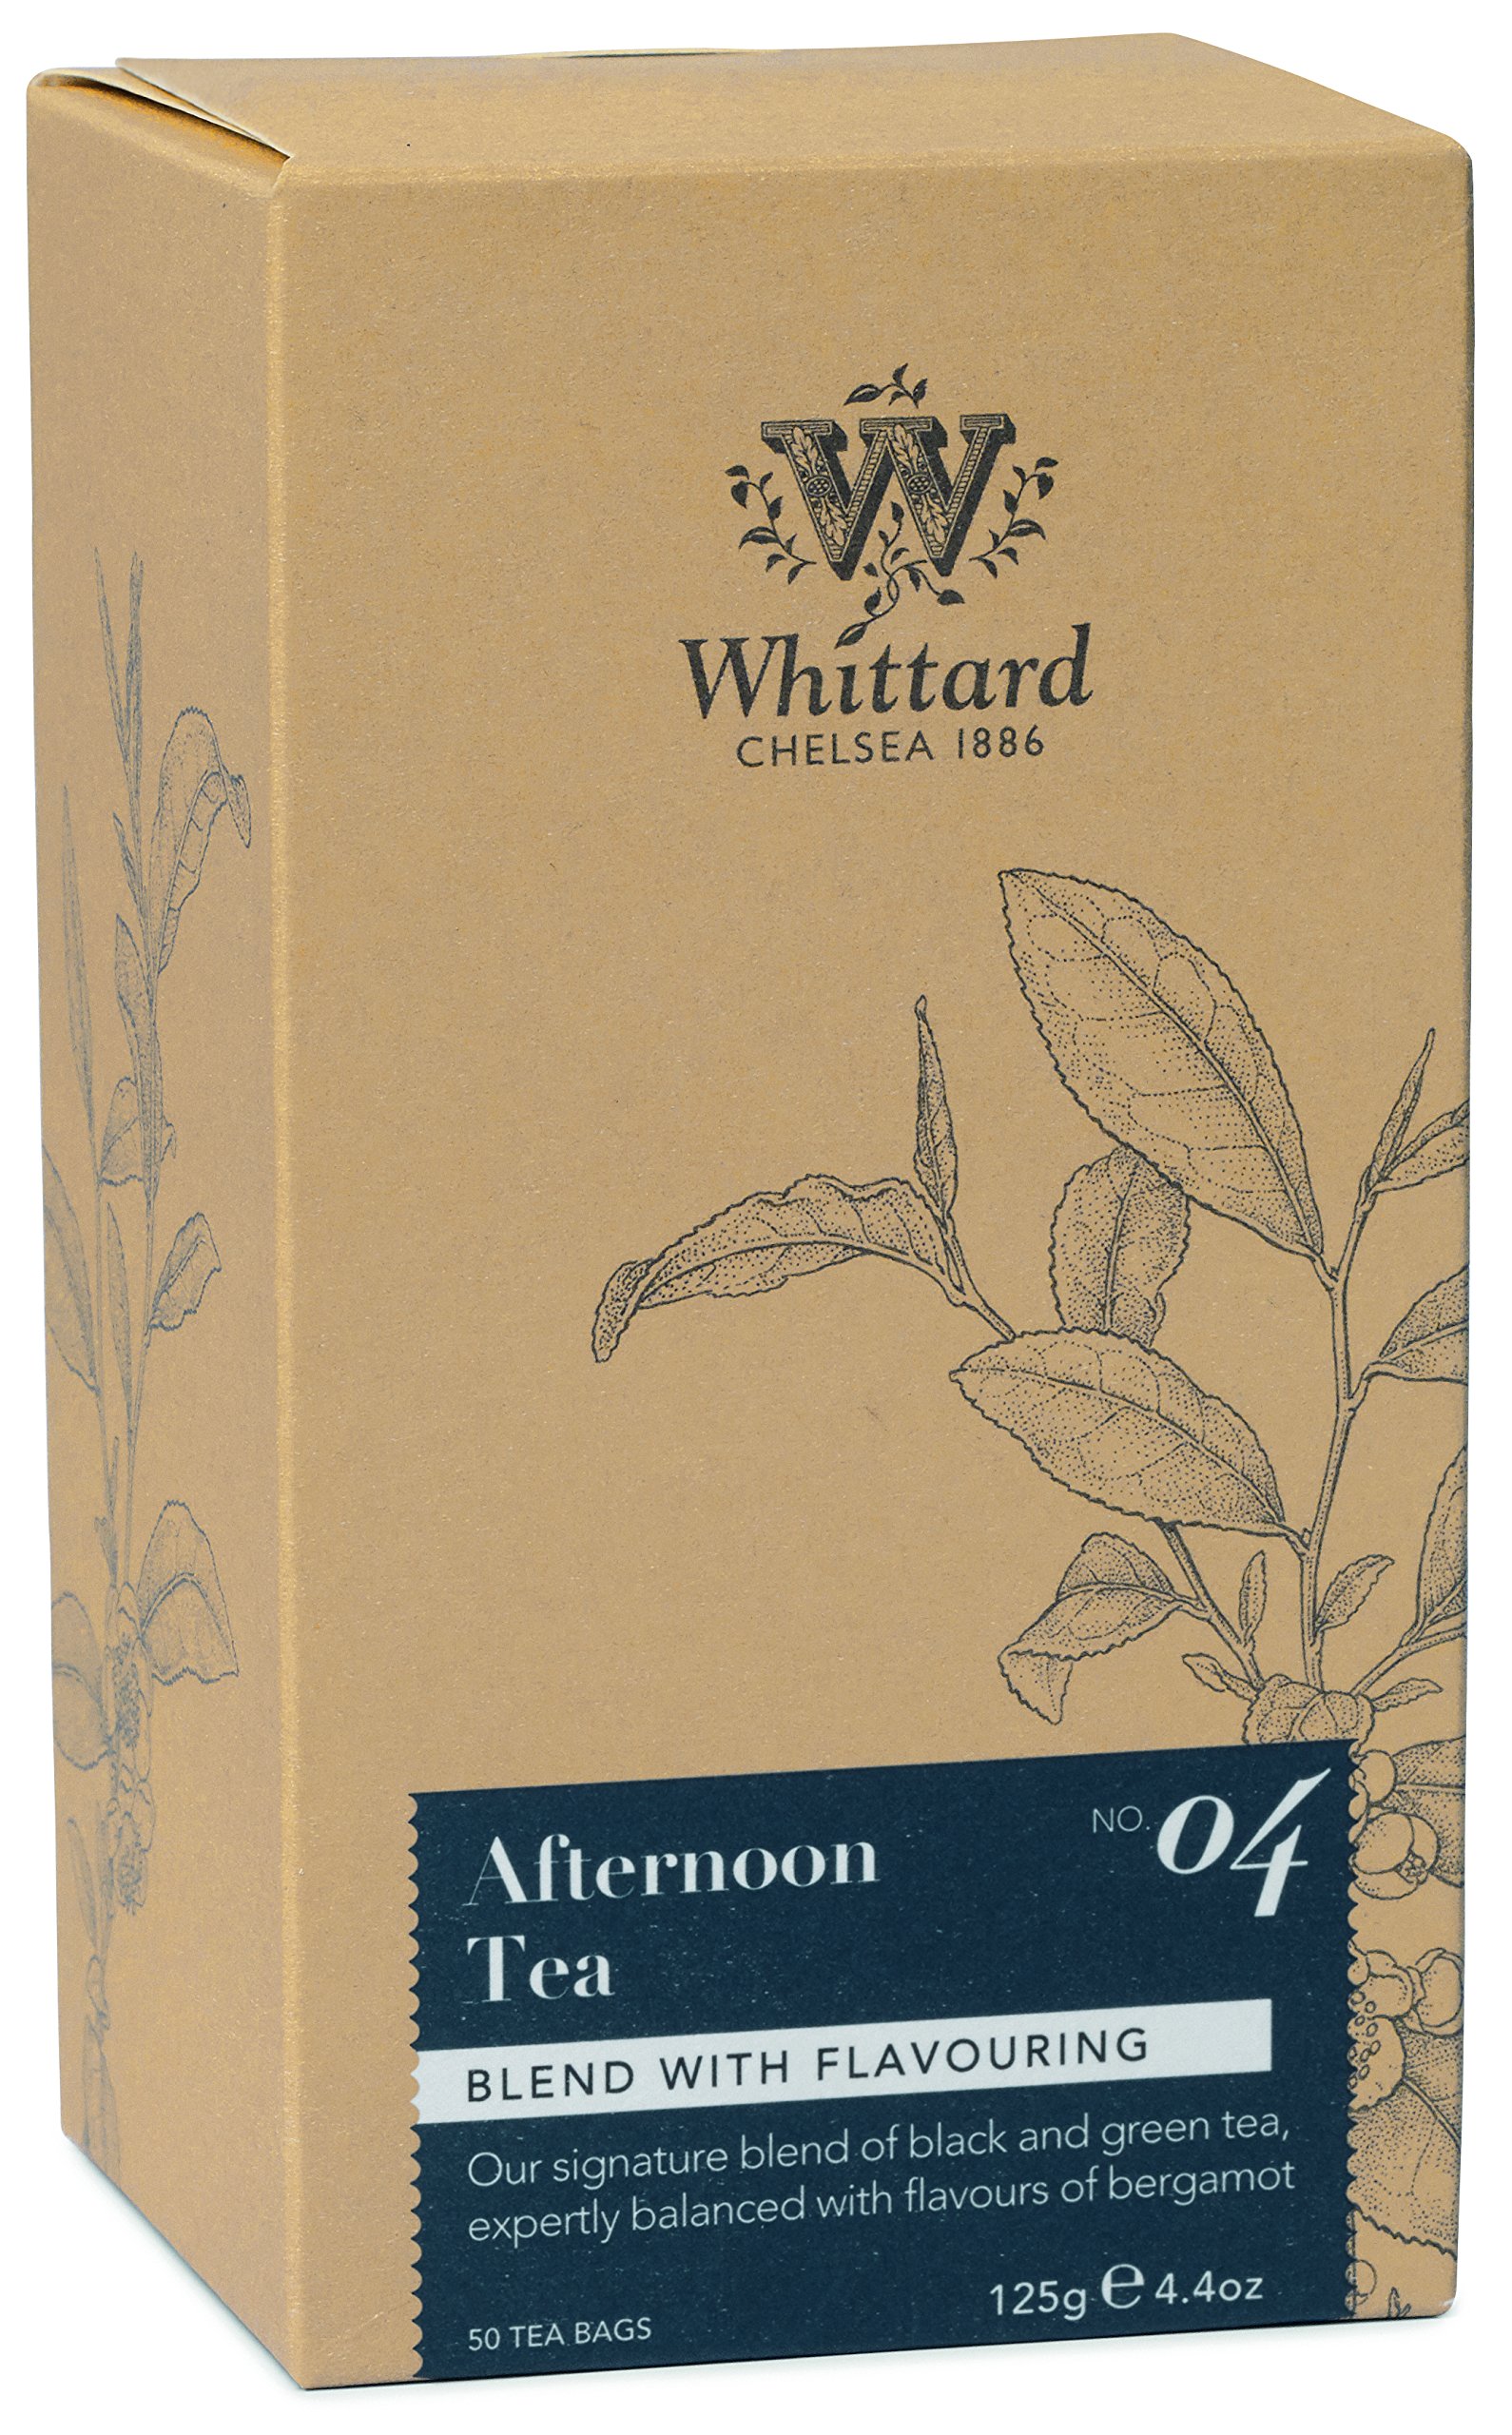 W
Whittard
CHELSEA 1886
NO. 04
Afternoon
Tea
BLEND WITH FLAVOURING
Our signature blend of black and green tea,
expertly balanced with flavours of bergamot
125g ℮ 4.4oz
50 TEA BAGS